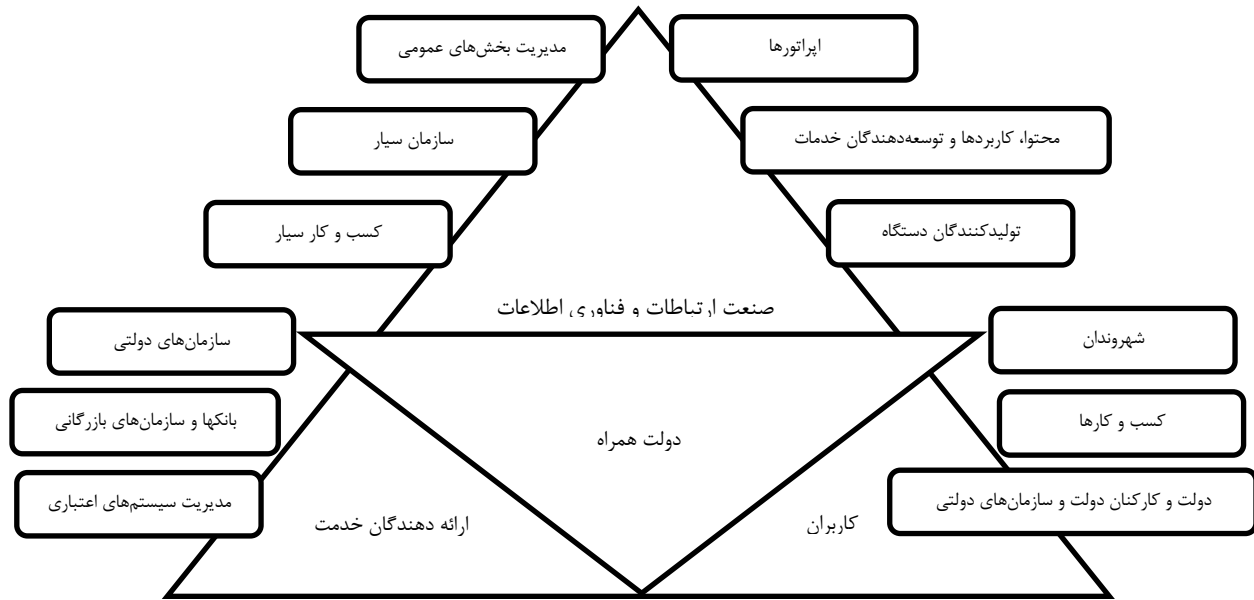 اپراتورها
مدیریت بخش‌های عمومی
محتوا، کاربردها و توسعه‌دهندگان خدمات
سازمان سیار
تولیدکنندگان دستگاه
کسب و کار سیار
صنعت ارتباطات و فناوری اطلاعات
شهروندان
سازمان‌های دولتی
کسب و کارها
دولت همراه
بانکها و سازمان‌های بازرگانی
دولت و کارکنان دولت و سازمان‌های دولتی
مدیریت سیستم‌های اعتباری
کاربران
ارائه دهندگان خدمت